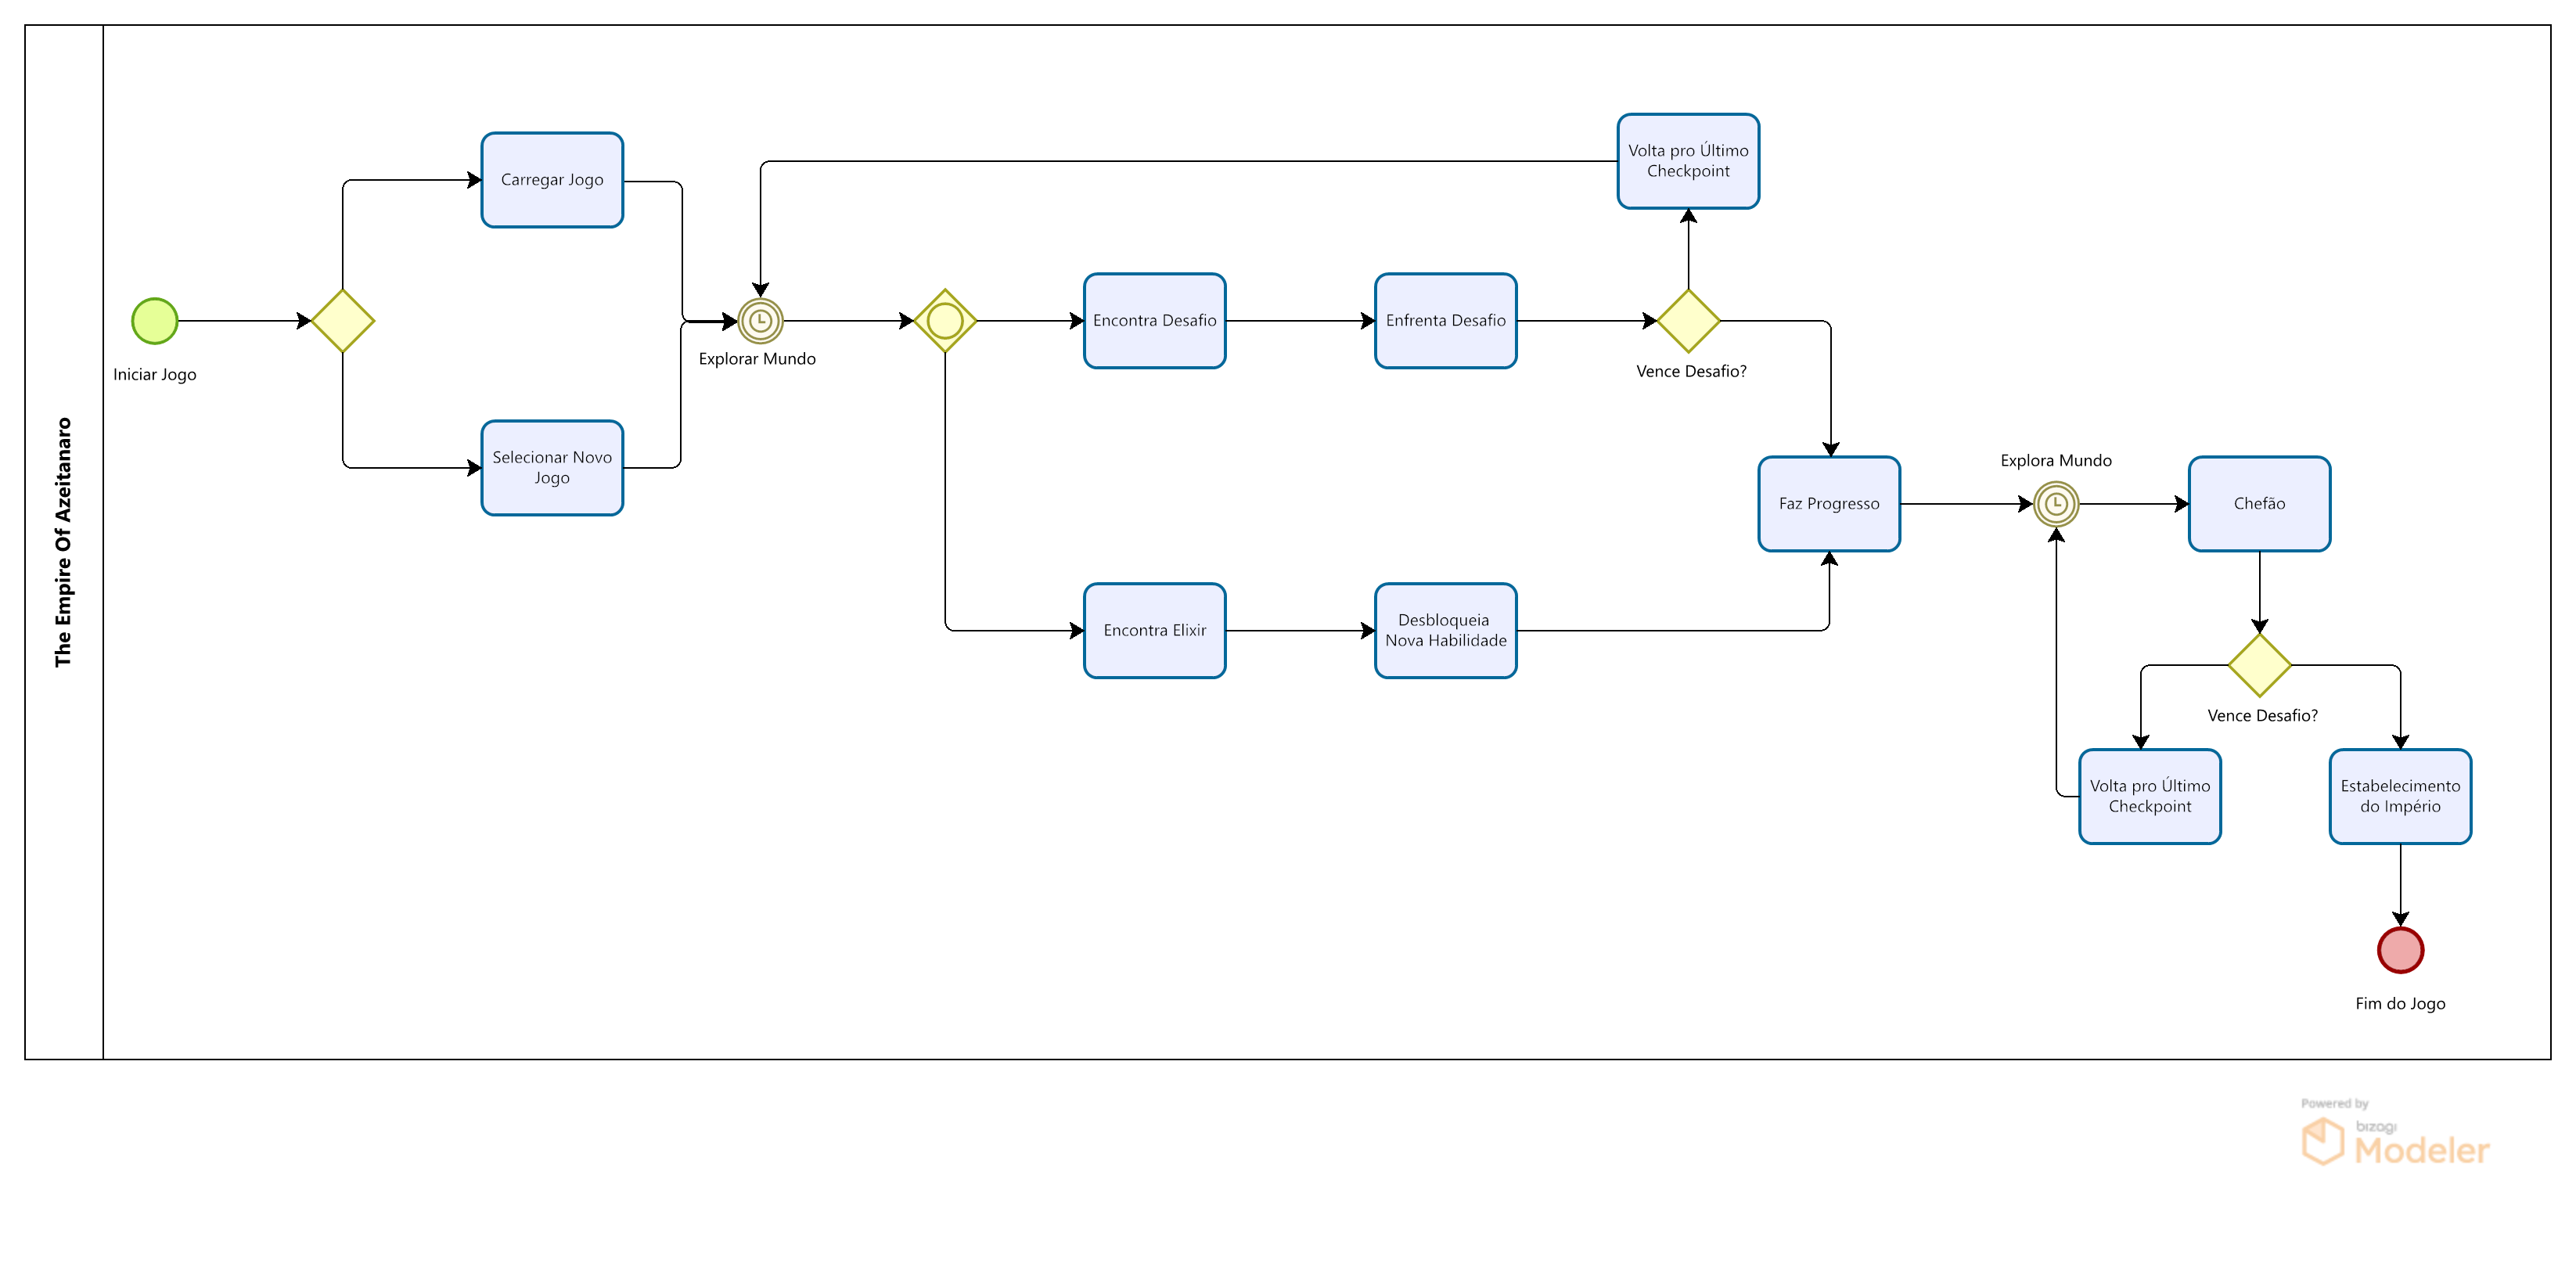 The Empire Of Azeitanaro
Iniciar Jogo
Carregar Jogo
Selecionar Novo
Jogo
Explorar Mundo
Volta pro Último
Checkpoint
Encontra Desafio
Enfrenta Desafio
Vence Desafio?
Encontra Elixir
Desbloqueia
Nova Habilidade
Faz Progresso
Explora Mundo
Chefão
Vence Desafio?
Volta pro Último
Checkpoint
Estabelecimento
do Império
Fim do Jogo
Powered by
bizagi
Modeler